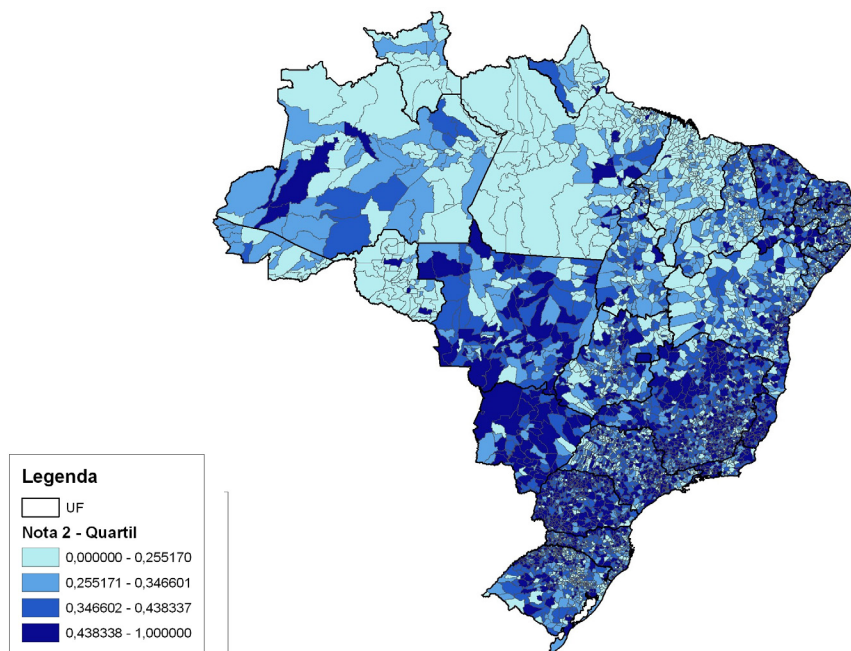 Legenda
UF
Nota 2 - Quartil
0,000000 - 0,255170
0,255171 - 0,346601
0,346602 - 0,438337
0,438338 - 1,000000